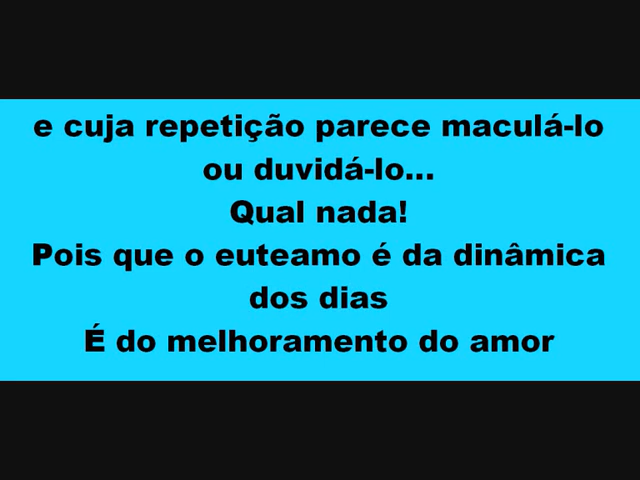 e cuja repetição parece maculá-lo
ou duvidá-lo...
Qual nada!
Pois que o euteamo é da dinâmica
dos dias
É do melhoramento do amor